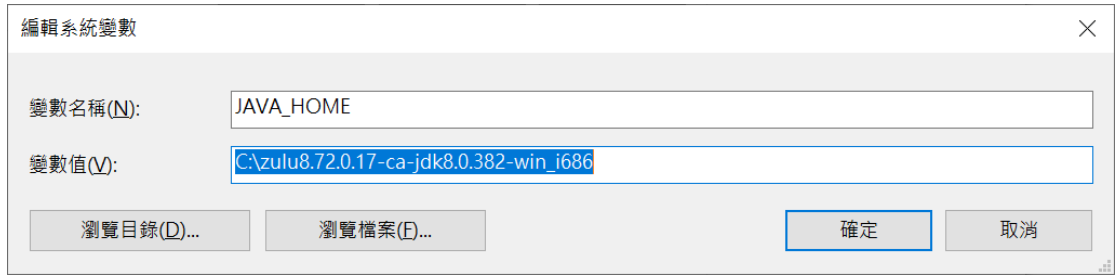 編輯系統變數
變數名稱(N): JAVA_HOME
變數值(V): C:\zulu8.72.0.17-ca-jdk8.0.382-win_i686
瀏覽目錄(D)... 瀏覽檔案(F)... 確定 取消